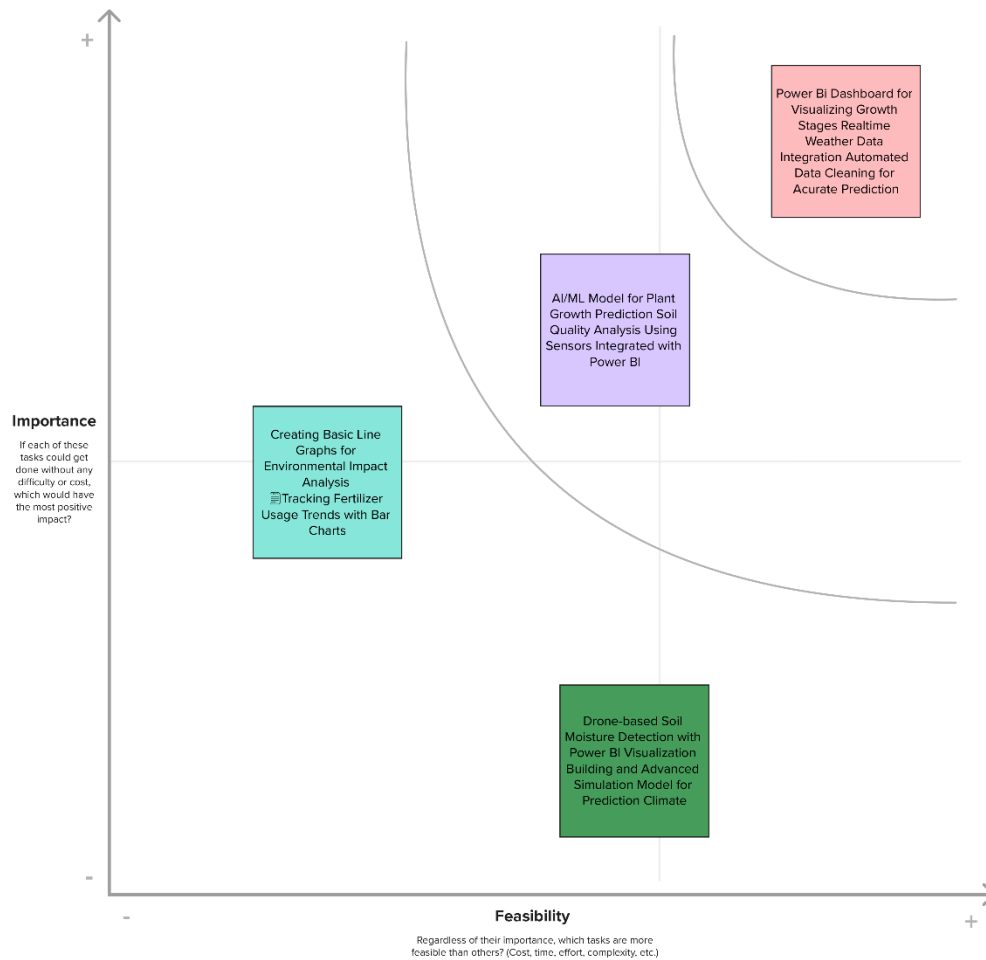 +
Power Bi Dashboard for
Visualizing Growth
Stages Realtime
Weather Data
Integration Automated
Data Cleaning for
Acurate Prediction
AI/ML Model for Plant
Growth Prediction Soil
Quality Analysis Using
Sensors Integrated with
Power BI
Importance
If each of these
tasks could get
done without any
difficulty or cost,
which would have
the most positive
impact?
Creating Basic Line
Graphs for
Environmental Impact
Analysis
Tracking Fertilizer
Usage Trends with Bar
Charts
Drone-based Soil
Moisture Detection with
Power BI Visualization
Building and Advanced
Simulation Model for
Prediction Climate
-
-
Feasibility
+
Regardless of their importance, which tasks are more
feasible than others? (Cost, time, effort, complexity, etc.)